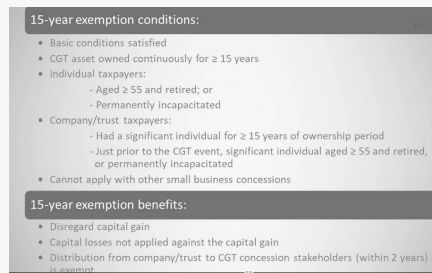 15-year exemption conditions:
• Basic conditions satisfied
• CGT asset owned continuously for ≥ 15 years
• Individual taxpayers:
- Aged ≥ 55 and retired; or
- Permanently incapacitated
• Company/trust taxpayers:
- Had a significant individual for ≥ 15 years of ownership period
- Just prior to the CGT event, significant individual aged ≥ 55 and retired,
or permanently incapacitated
• Cannot apply with other small business concessions
15-year exemption benefits:
• Disregard capital gain
• Capital losses not applied against the capital gain
• Distribution from company/trust to CGT concession stakeholders (within 2 years)
is exempt